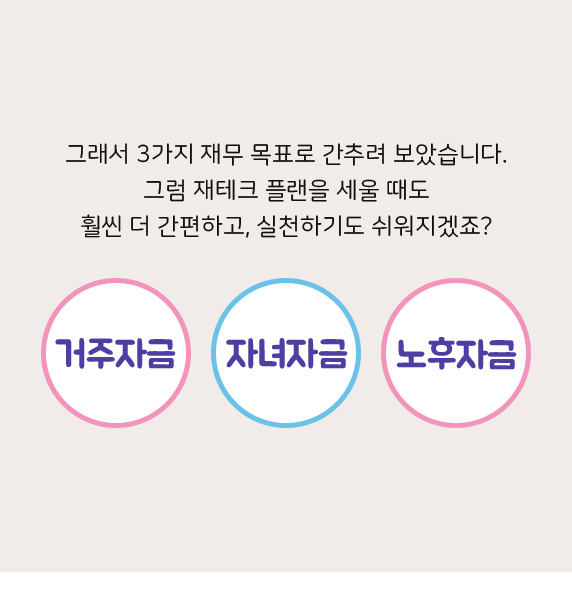 그래서 3가지 재무 목표로 간추려 보았습니다.
그럼 재테크 플랜을 세울 때도
훨씬 더 간편하고, 실천하기도 쉬워지겠죠?
거주자금 자녀자금 노후자금